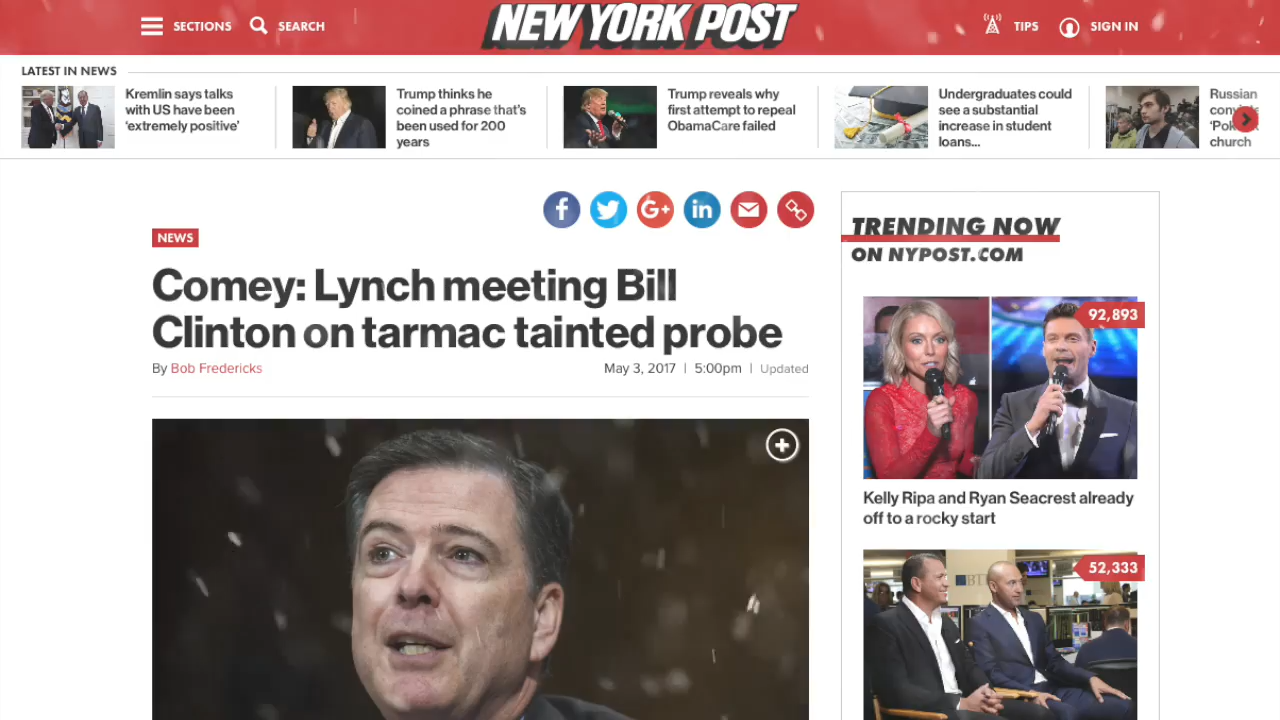 SECTIONS
SEARCH
NEW YORK POST
TIPS
SIGN IN
LATEST IN NEWS
Kremlin says talks
with US have been
‘extremely positive’
Trump thinks he
coined a phrase that’s
been used for 200
years
Trump reveals why
first attempt to repeal
ObamaCare failed
Undergraduates could
see a substantial
increase in student
loans...
Russian
church
NEWS
Comey: Lynch meeting Bill
Clinton on tarmac tainted probe
By Bob Fredericks
May 3, 2017 | 5:00pm | Updated
TRENDING NOW
ON NYPOST.COM
92,893
Kelly Ripa and Ryan Seacrest already
off to a rocky start
52,333